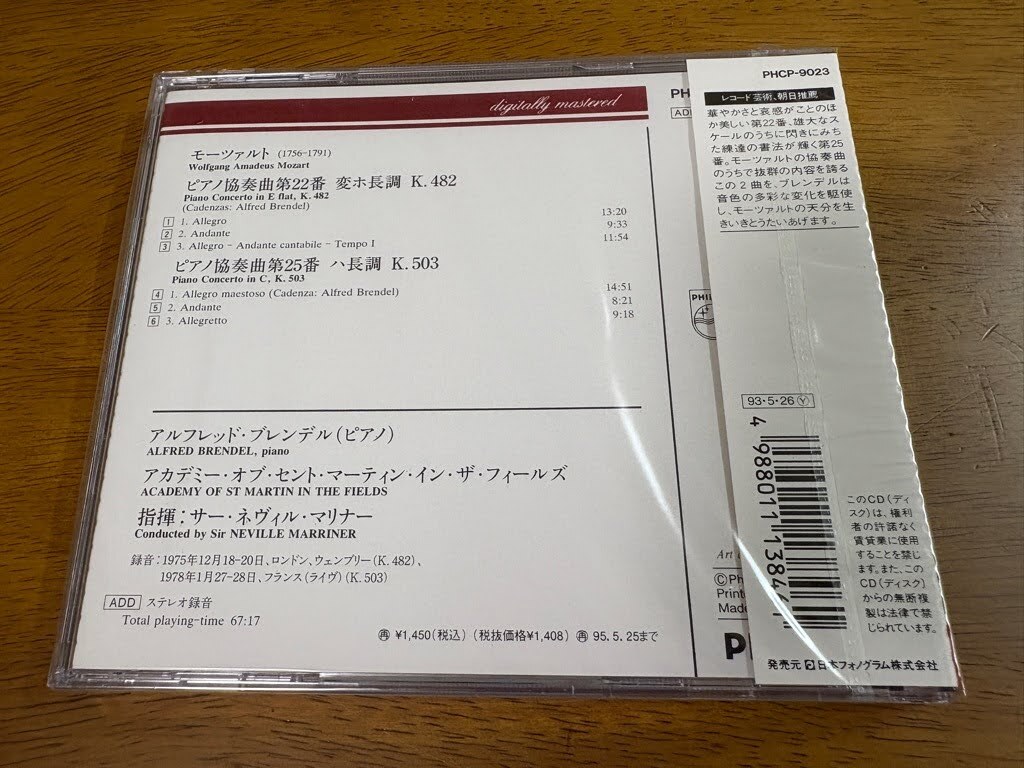 digitally mastered
モーツァルト (1756-1791)
Wolfgang Amadeus Mozart
ピアノ協奏曲第22番 変ホ長調 K.482
Piano Concerto in E flat, K. 482
(Cadenzas: Alfred Brendel)
1 1. Allegro 13:20
2 2. Andante 9:33
3 3. Allegro – Andante cantabile – Tempo I 11:54
ピアノ協奏曲第25番 ハ長調 K.503
Piano Concerto in C, K. 503
4 1. Allegro maestoso (Cadenza: Alfred Brendel) 14:51
5 2. Andante 8:21
6 3. Allegretto 9:18
アルフレッド・ブレンデル(ピアノ)
ALFRED BRENDEL, piano
アカデミー・オブ・セント・マーティン・イン・ザ・フィールズ
ACADEMY OF ST MARTIN IN THE FIELDS
指揮:サー・ネヴィル・マリナー
Conducted by Sir NEVILLE MARRINER
録音:1975年12月18-20日、ロンドン、ウェンブリー(K. 482)、
1978年1月27-28日、フランス(ライヴ)(K. 503)
ADD ステレオ録音
Total playing-time 67:17
再 ¥1,450(税込)(税抜価格¥1,408) 再 95.5.25まで
PH
AD
PHIL
Art
©Ph
Print
Made
P
PHCP-9023
レコード芸術、朝日推薦
華やかさと哀感がことのほ
か美しい第22番、雄大なス
ケールのうちに閃きにみち
た練達の書法が輝く第25
番。モーツァルトの協奏曲
のうちで抜群の内容を誇る
この2曲を、ブレンデルは
音色の多彩な変化を駆使
し、モーツァルトの天分を生
きいきとうたいあげます。
93・5・26 Y
4 988011 13844
このCD(ディ
スク)は、権利
者の許諾なく
賃貸業に使用
することを禁じ
ます。また、この
CD(ディスク)
からの無断複
製は法律で禁
じられています。
発売元 日本フォノグラム株式会社